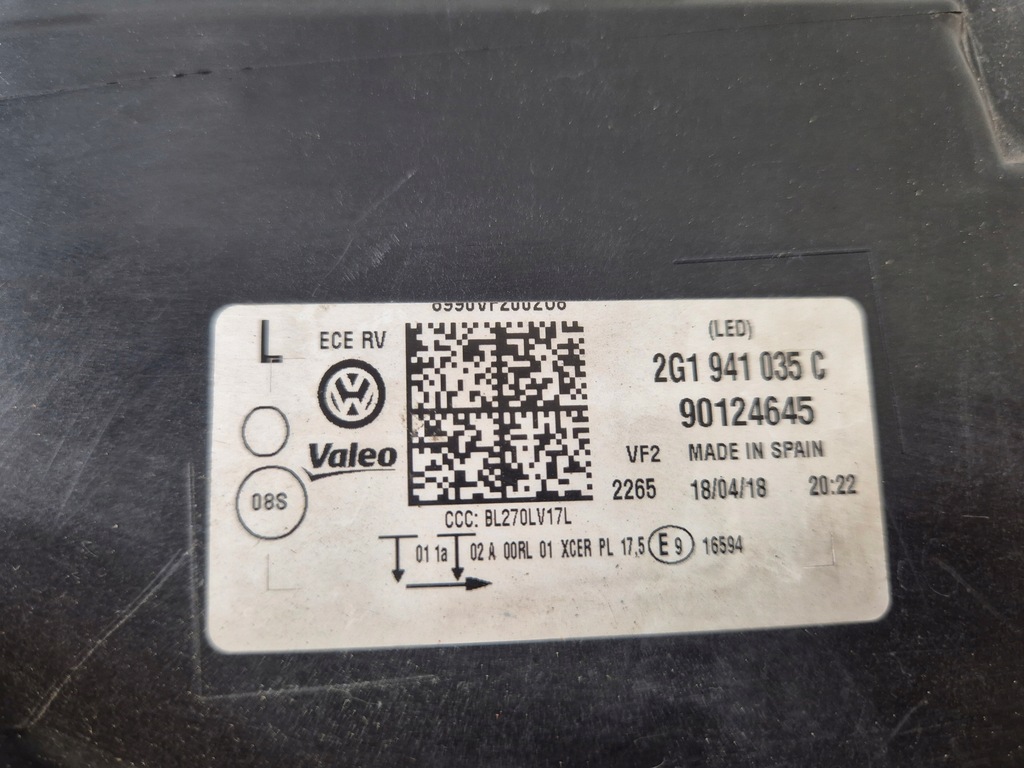 L
ECE RV
Valeo
08S
(LED)
2G1 941 035 C
90124645
VF2 MADE IN SPAIN
2265 18/04/18 20:22
CCC: BL270LV17L
01 1a 02 A 00RL 01 XCER PL 17,5 E 9 16594